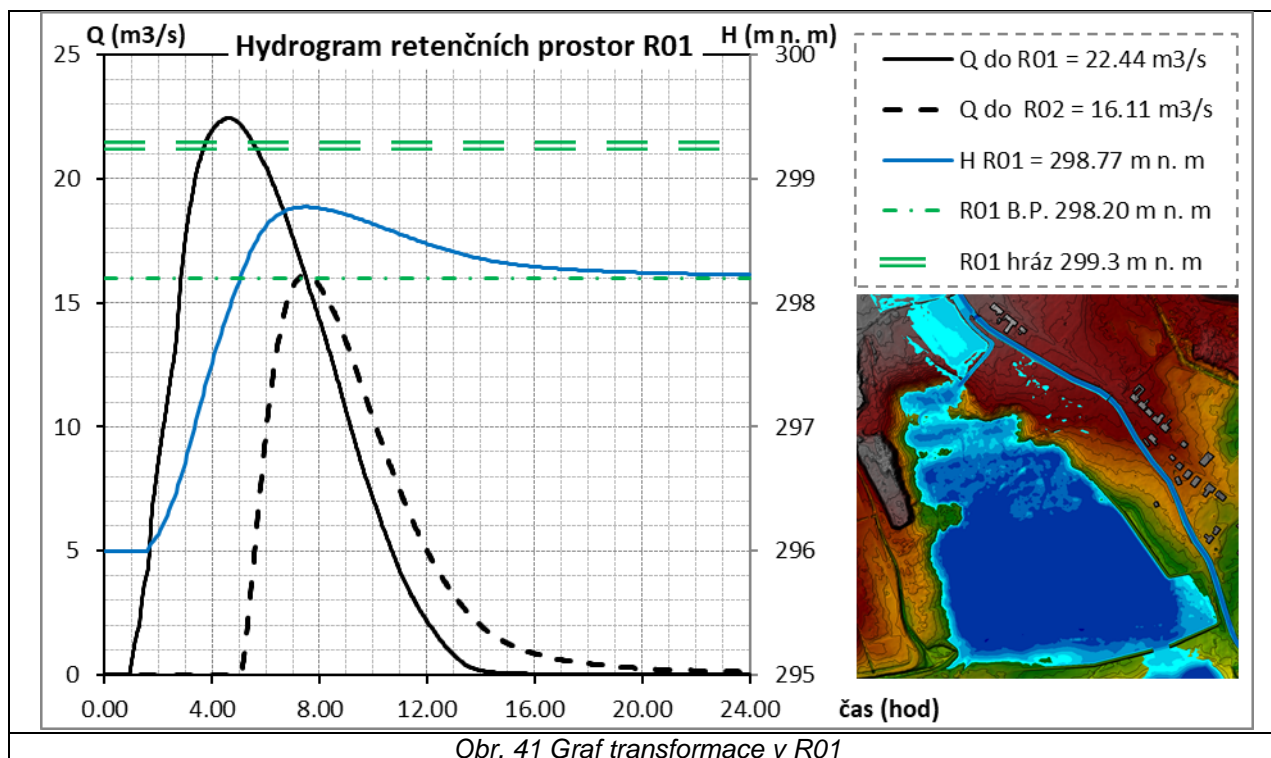 Q (m3/s)
Hydrogram retenčních prostor R01
H (m n. m)
25
20
15
10
5
0
300
299
298
297
296
295
0.00 4.00 8.00 12.00 16.00 20.00 24.00
čas (hod)
Q do R01 = 22.44 m3/s
Q do R02 = 16.11 m3/s
H R01 = 298.77 m n. m
R01 B.P. 298.20 m n. m
R01 hráz 299.3 m n. m
Obr. 41 Graf transformace v R01